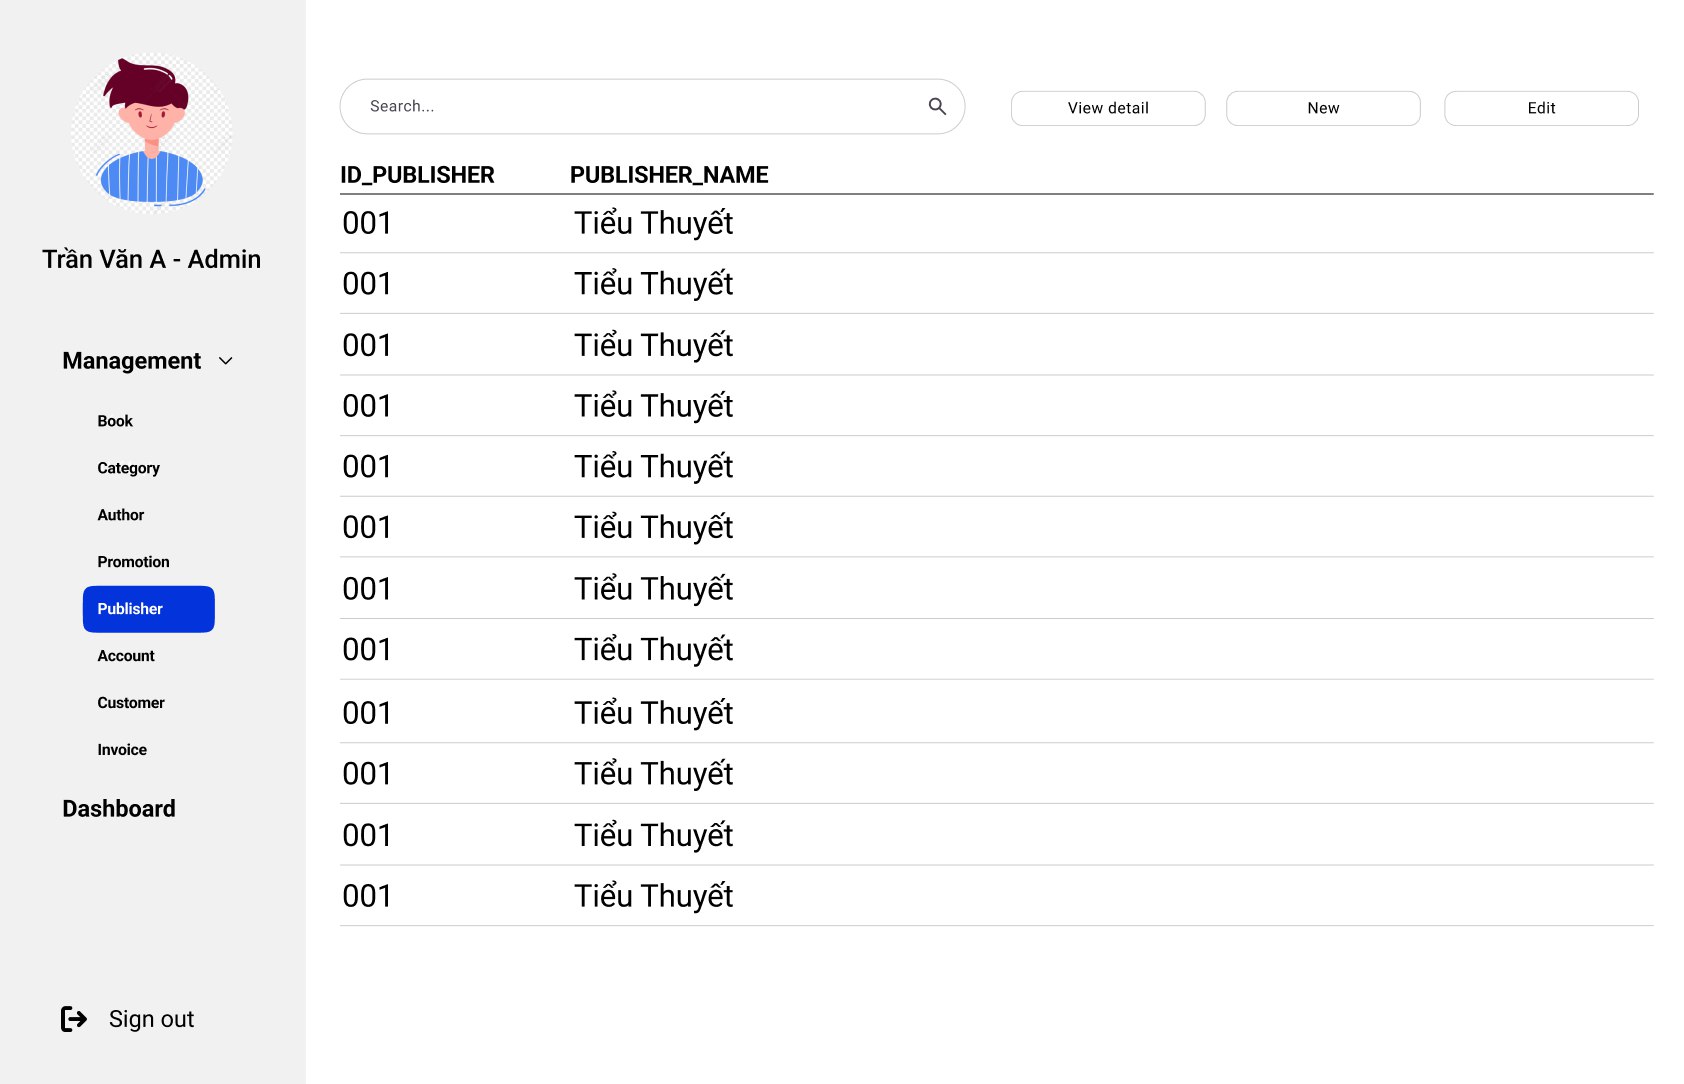 Trần Văn A - Admin
Management
Book
Category
Author
Promotion
Publisher
Account
Customer
Invoice
Dashboard
Sign out
Search...
View detail
New
Edit
ID_PUBLISHER PUBLISHER_NAME
001 Tiểu Thuyết
001 Tiểu Thuyết
001 Tiểu Thuyết
001 Tiểu Thuyết
001 Tiểu Thuyết
001 Tiểu Thuyết
001 Tiểu Thuyết
001 Tiểu Thuyết
001 Tiểu Thuyết
001 Tiểu Thuyết
001 Tiểu Thuyết
001 Tiểu Thuyết